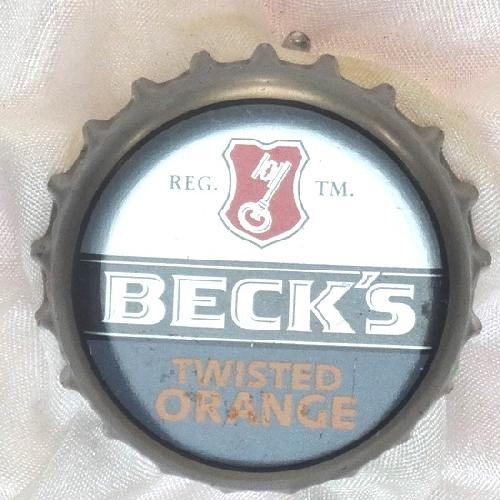 REG. TM.
BECK'S
TWISTED
ORANGE